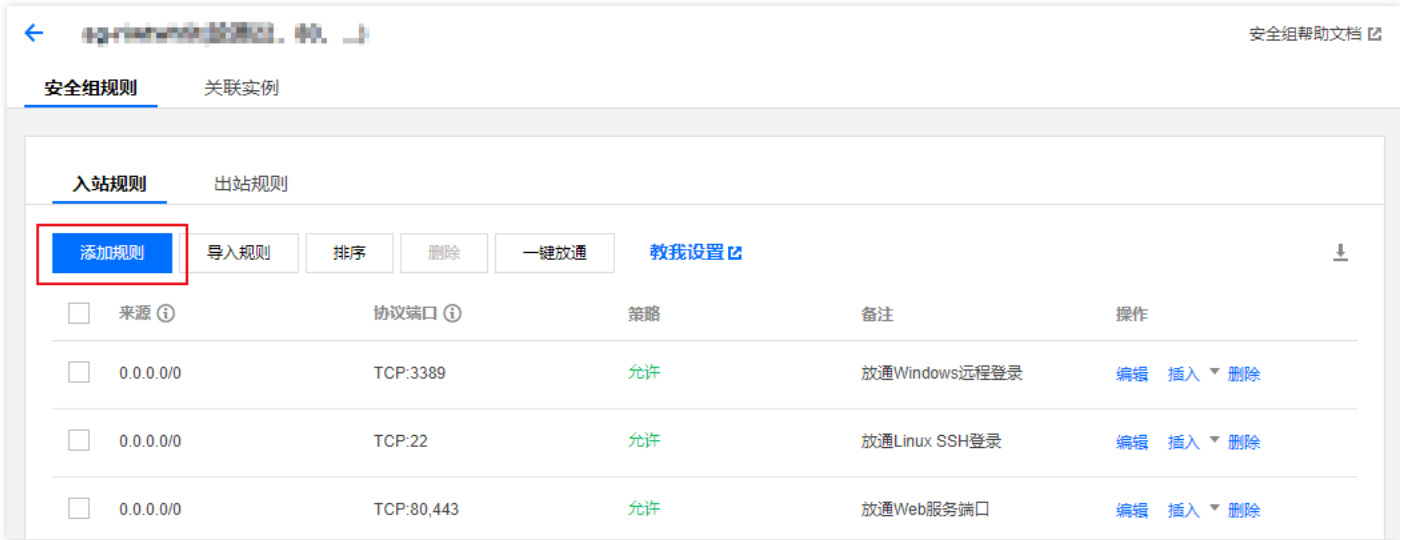 安全组帮助文档
安全组规则 关联实例
入站规则 出站规则
添加规则 导入规则 排序 删除 一键放通 教我设置
来源 协议端口 策略 备注 操作
0.0.0.0/0 TCP:3389 允许 放通Windows远程登录 编辑 插入 删除
0.0.0.0/0 TCP:22 允许 放通Linux SSH登录 编辑 插入 删除
0.0.0.0/0 TCP:80,443 允许 放通Web服务端口 编辑 插入 删除